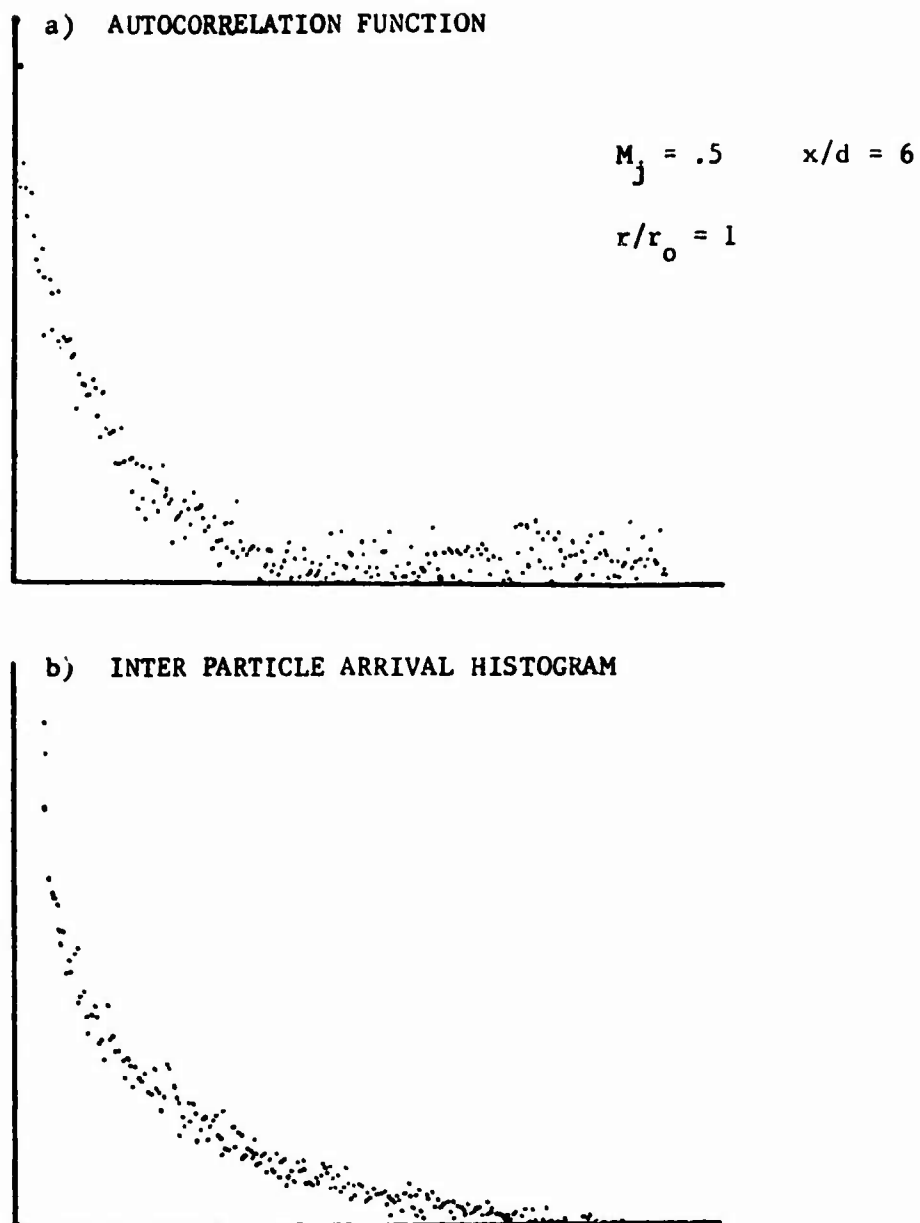 a) AUTOCORRELATION FUNCTION
M_j = .5 x/d = 6
r/r_o = 1
b) INTER PARTICLE ARRIVAL HISTOGRAM